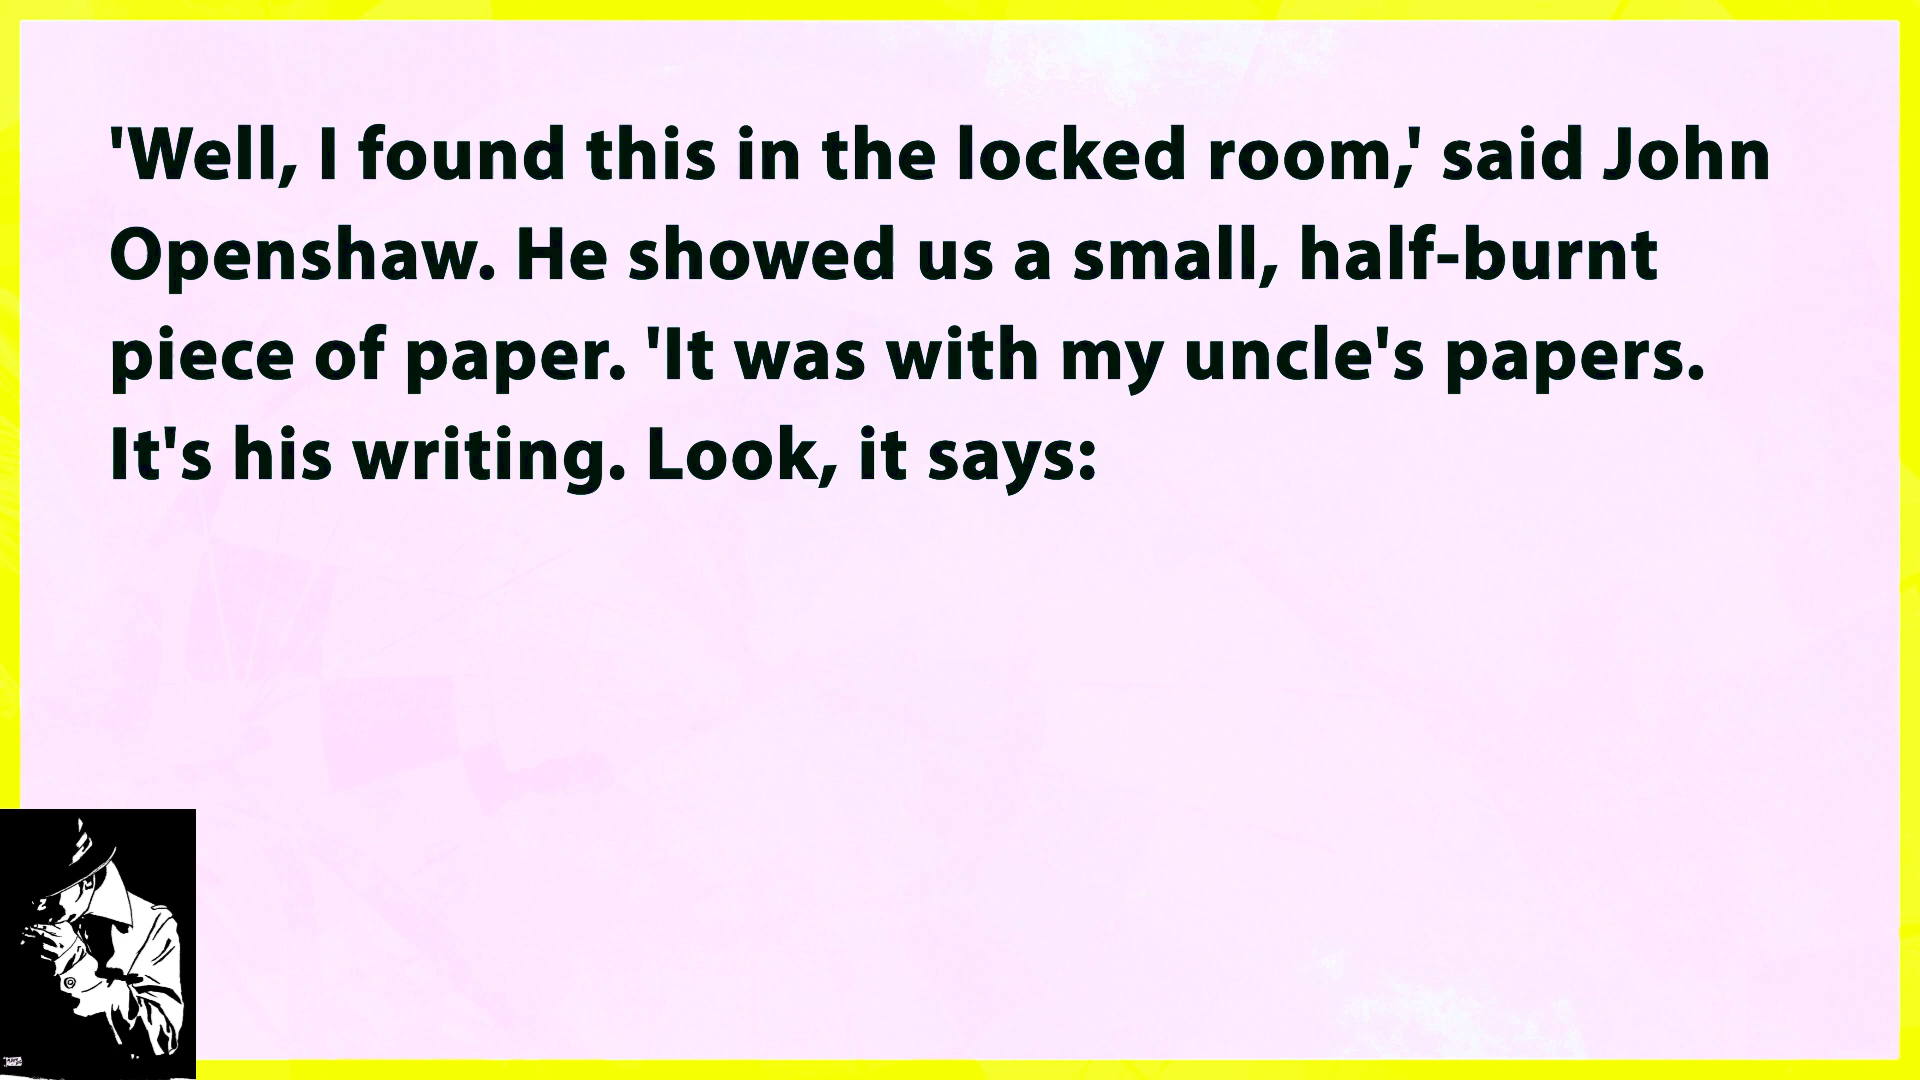 'Well, I found this in the locked room,' said John
Openshaw. He showed us a small, half-burnt
piece of paper. 'It was with my uncle's papers.
It's his writing. Look, it says: